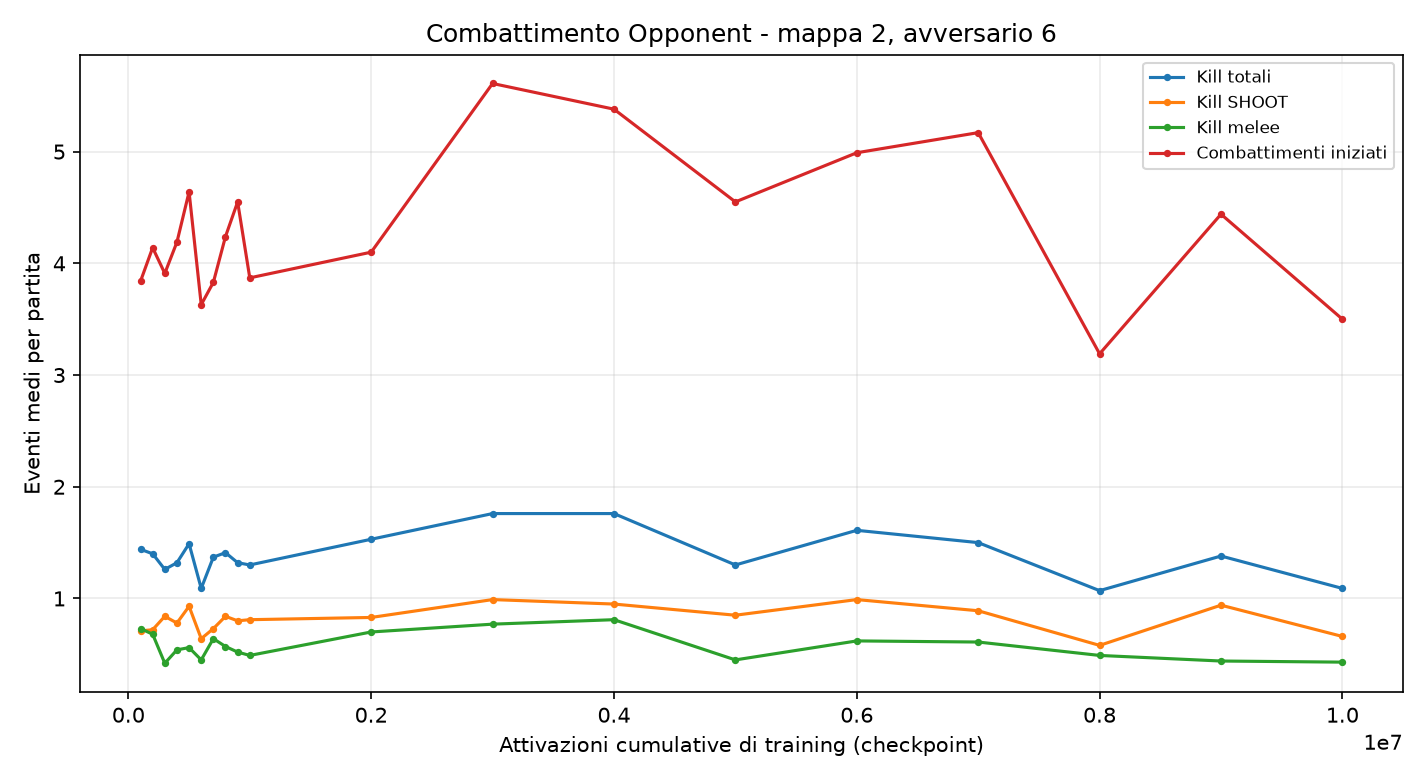 Combattimento Opponent - mappa 2, avversario 6
Kill totali
Kill SHOOT
Kill melee
Combattimenti iniziati
Eventi medi per partita
5
4
3
2
1
0.0 0.2 0.4 0.6 0.8 1.0
1e7
Attivazioni cumulative di training (checkpoint)